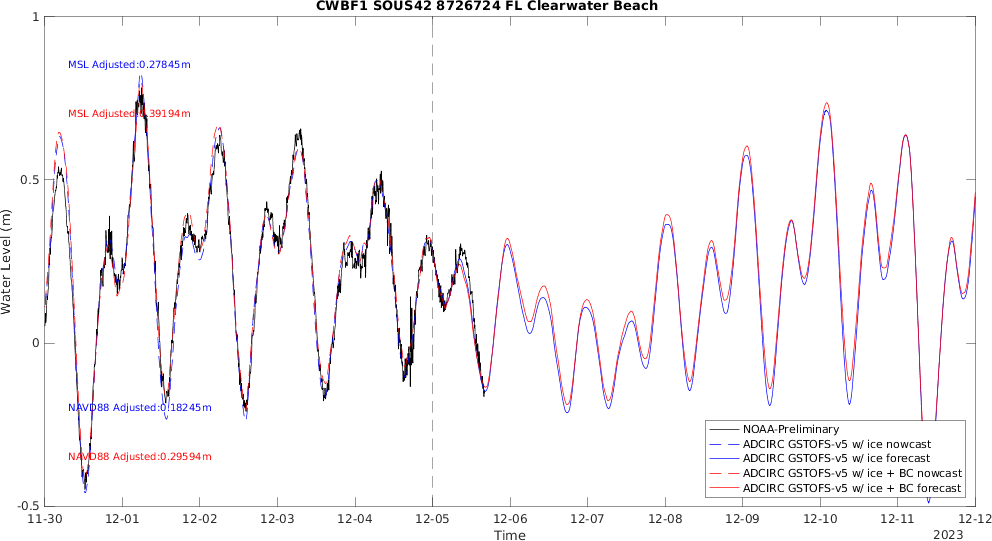 CWBF1 SOUS42 8726724 FL Clearwater Beach
1
MSL Adjusted:0.27845m
MSL Adjusted:0.39194m
0.5
Water Level (m)
0
NAVD88 Adjusted:0.18245m
NAVD88 Adjusted:0.29594m
NOAA-Preliminary
ADCIRC GSTOFS-v5 w/ ice nowcast
ADCIRC GSTOFS-v5 w/ ice forecast
ADCIRC GSTOFS-v5 w/ ice + BC nowcast
ADCIRC GSTOFS-v5 w/ ice + BC forecast
-0.5
11-30 12-01 12-02 12-03 12-04 12-05 12-06 12-07 12-08 12-09 12-10 12-11 12-12
Time
2023